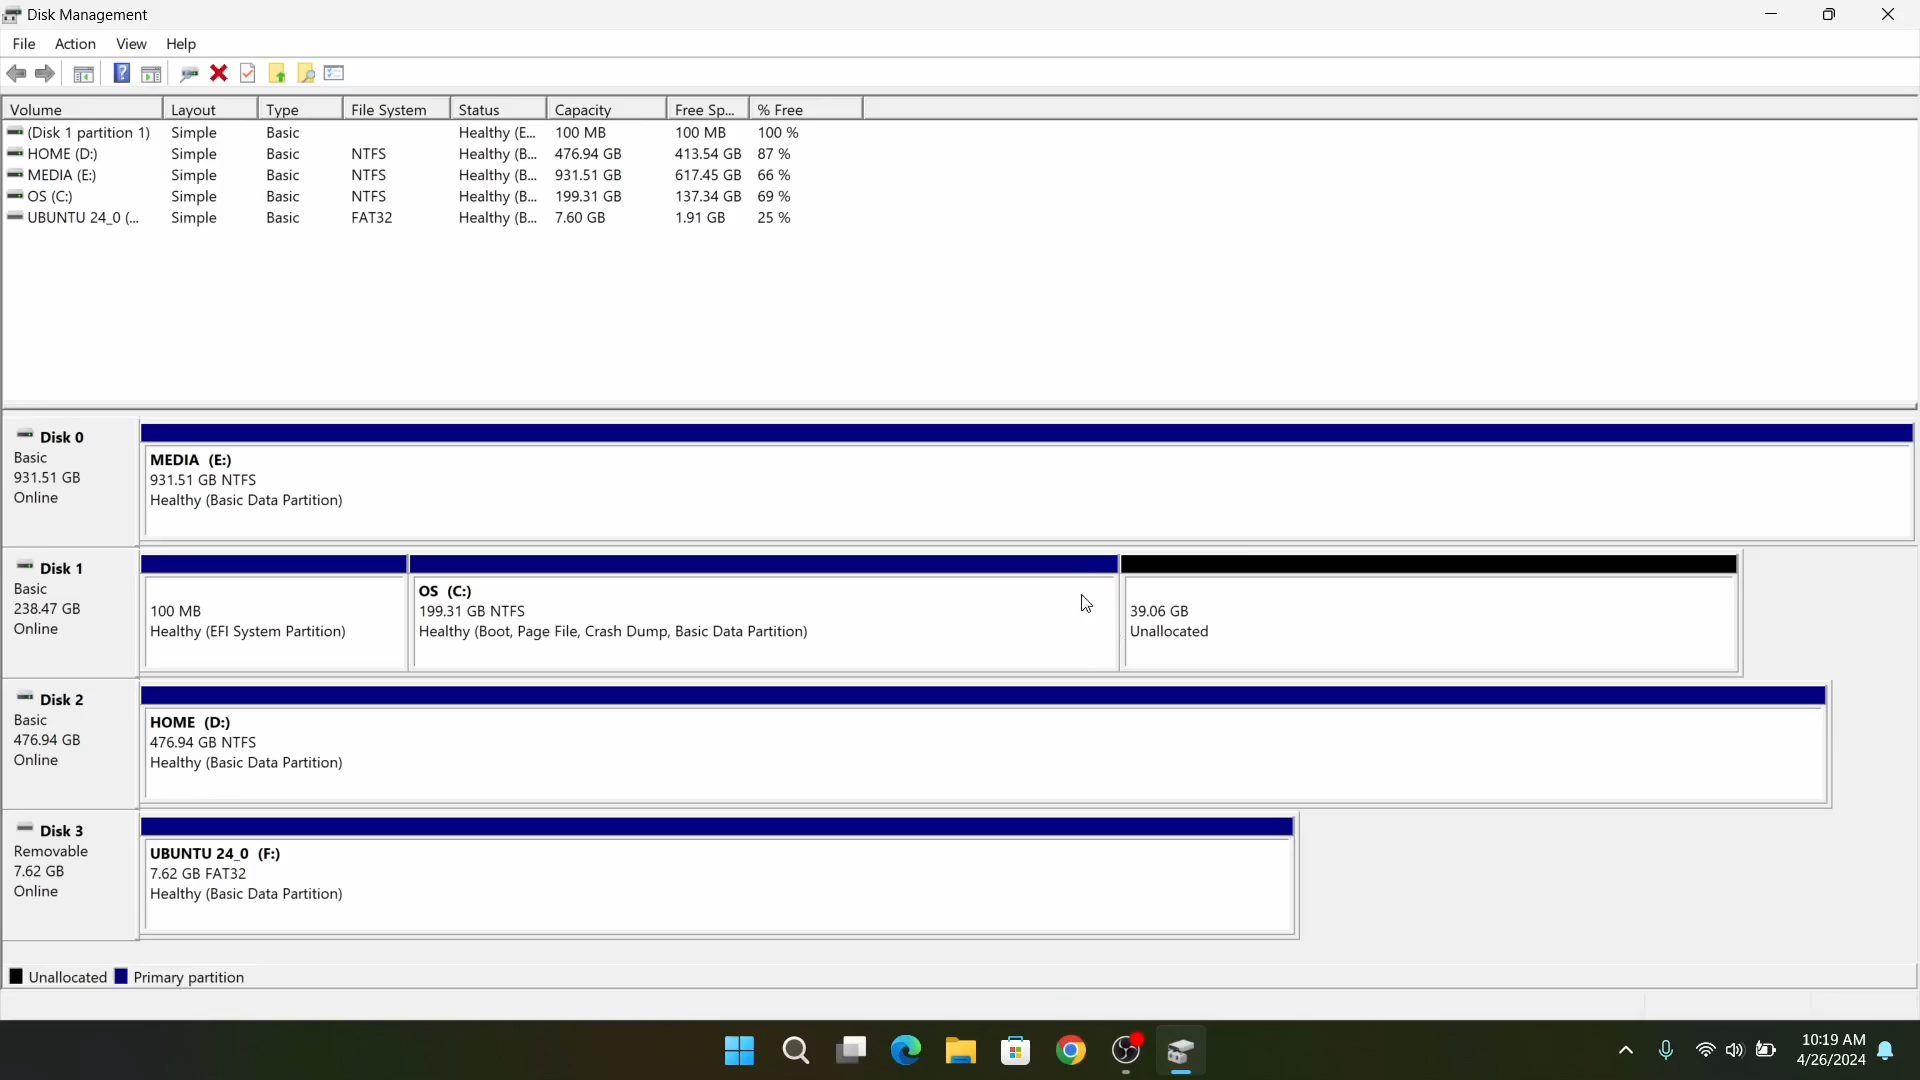 Disk Management
File Action View Help
Volume Layout Type File System Status Capacity Free Sp... % Free
(Disk 1 partition 1) Simple Basic Healthy (E... 100 MB 100 MB 100 %
HOME (D:) Simple Basic NTFS Healthy (B... 476.94 GB 413.54 GB 87 %
MEDIA (E:) Simple Basic NTFS Healthy (B... 931.51 GB 617.45 GB 66 %
OS (C:) Simple Basic NTFS Healthy (B... 199.31 GB 137.34 GB 69 %
UBUNTU 24_0 (... Simple Basic FAT32 Healthy (B... 7.60 GB 1.91 GB 25 %
Disk 0
Basic
931.51 GB
Online
MEDIA (E:)
931.51 GB NTFS
Healthy (Basic Data Partition)
Disk 1
Basic
238.47 GB
Online
100 MB
Healthy (EFI System Partition)
OS (C:)
199.31 GB NTFS
Healthy (Boot, Page File, Crash Dump, Basic Data Partition)
39.06 GB
Unallocated
Disk 2
Basic
476.94 GB
Online
HOME (D:)
476.94 GB NTFS
Healthy (Basic Data Partition)
Disk 3
Removable
7.62 GB
Online
UBUNTU 24_0 (F:)
7.62 GB FAT32
Healthy (Basic Data Partition)
Unallocated Primary partition
10:19 AM
4/26/2024